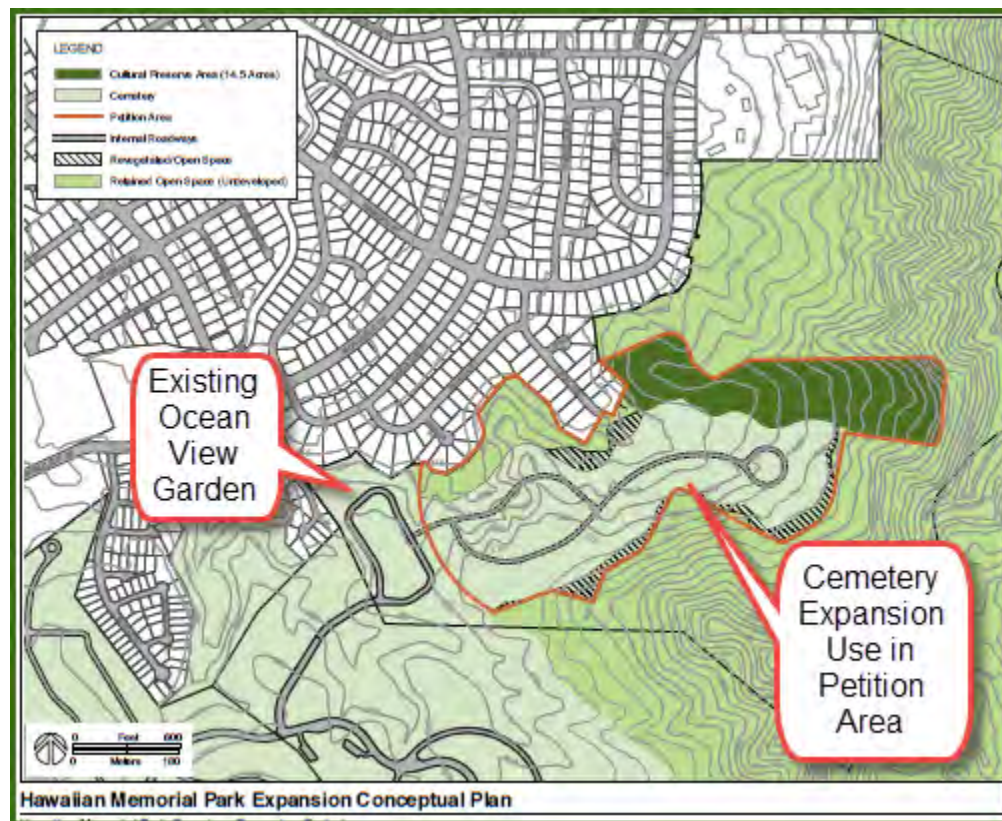 LEGEND
Cultural Preserve Area (14.5 Acres)
Cemetery
Petition Area
Internal Roadways
Revegetated/Open Space
Retained Open Space (Undeveloped)
Existing
Ocean
View
Garden
Cemetery
Expansion
Use in
Petition
Area
0 Feet 600
0 Meters 180
Hawaiian Memorial Park Expansion Conceptual Plan